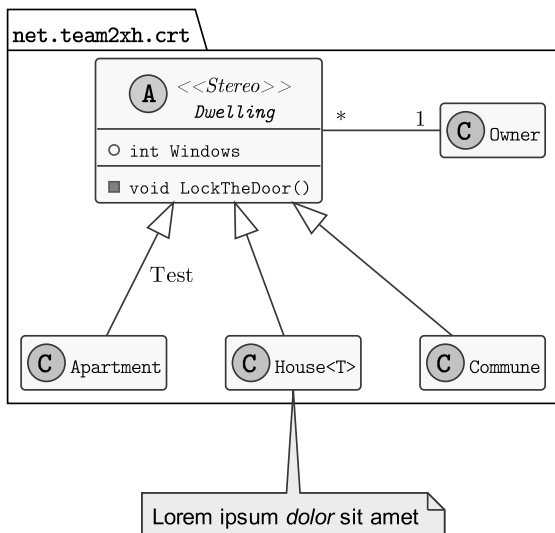 net.team2xh.crt
A
<<Stereo>>
Dwelling
int Windows
void LockTheDoor()
* 1
C Owner
Test
C Apartment
C House<T>
C Commune
Lorem ipsum dolor sit amet